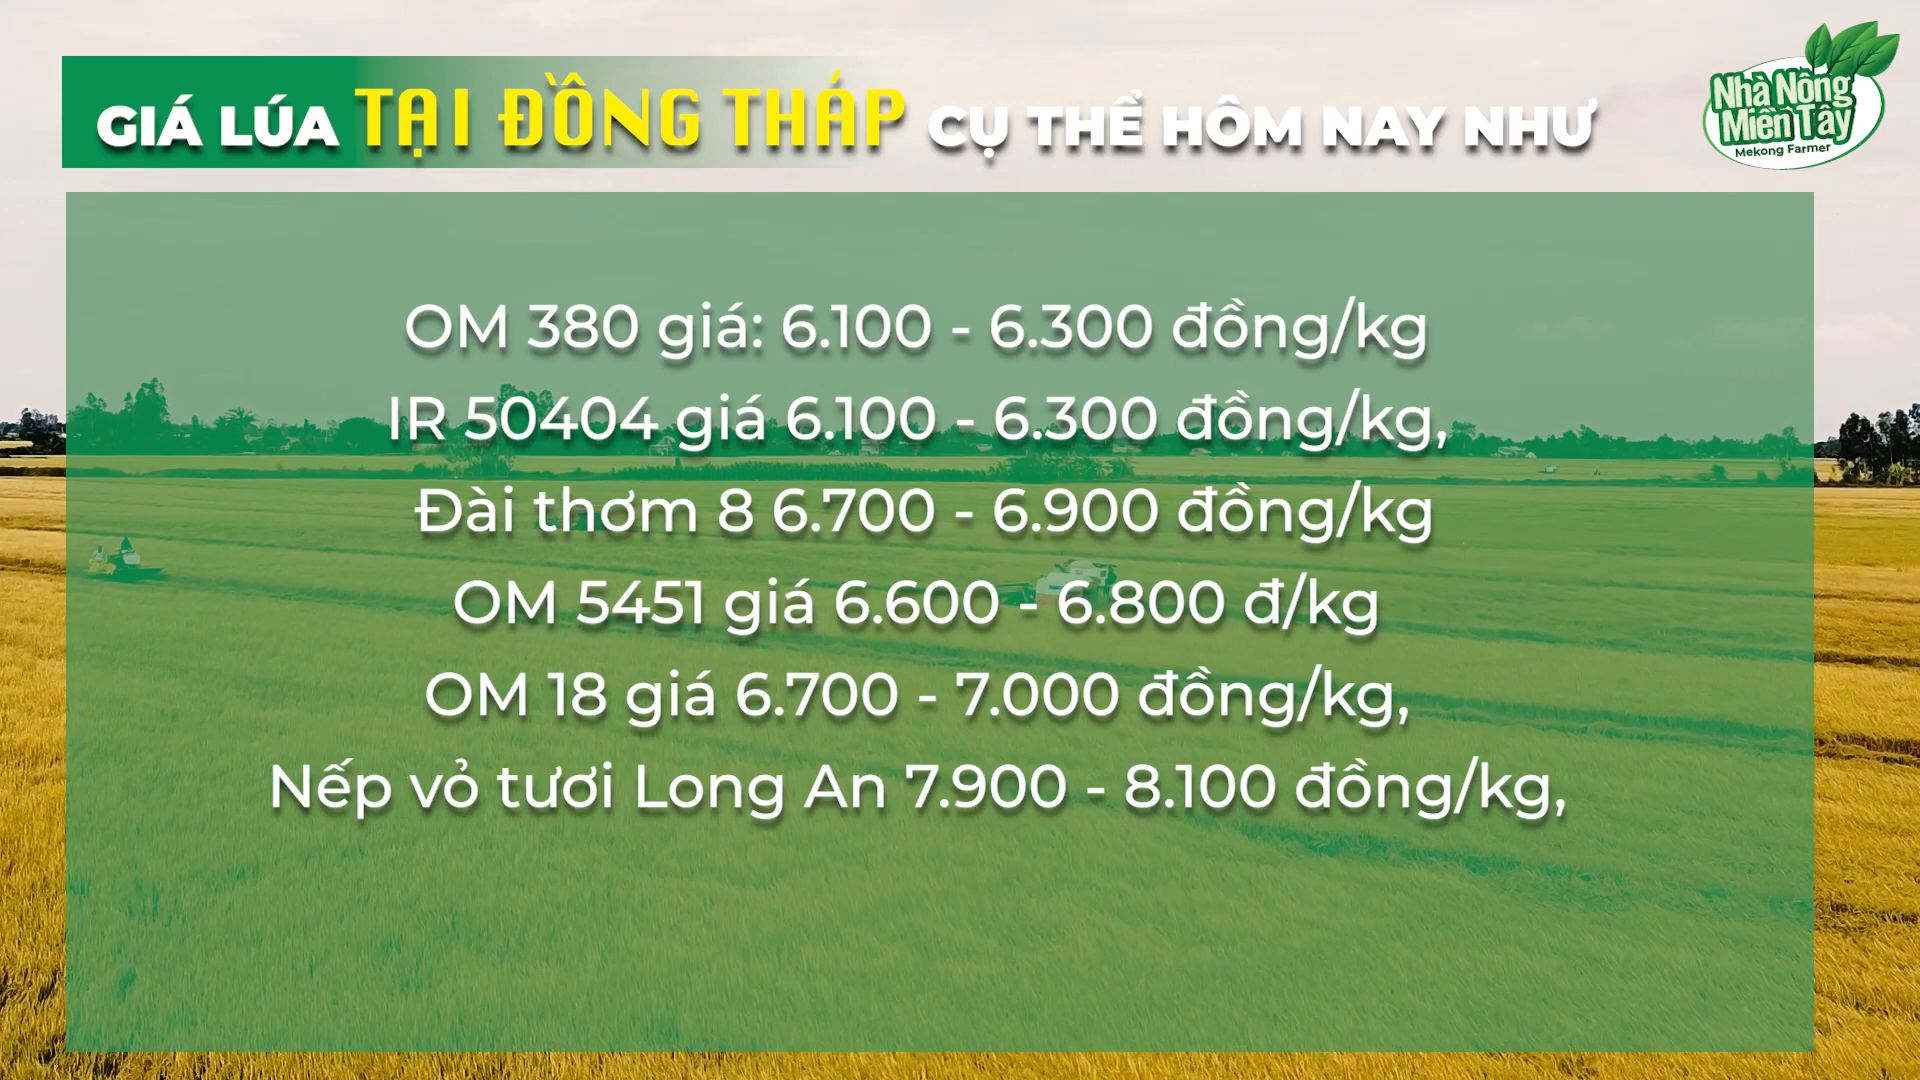 GIÁ LÚA TẠI ĐỒNG THÁP CỤ THỂ HÔM NAY NHƯ
Nhà Nông
Miền Tây
Mekong Farmer
OM 380 giá: 6.100 - 6.300 đồng/kg
IR 50404 giá 6.100 - 6.300 đồng/kg,
Đài thơm 8 6.700 - 6.900 đồng/kg
OM 5451 giá 6.600 - 6.800 đ/kg
OM 18 giá 6.700 - 7.000 đồng/kg,
Nếp vỏ tươi Long An 7.900 - 8.100 đồng/kg,